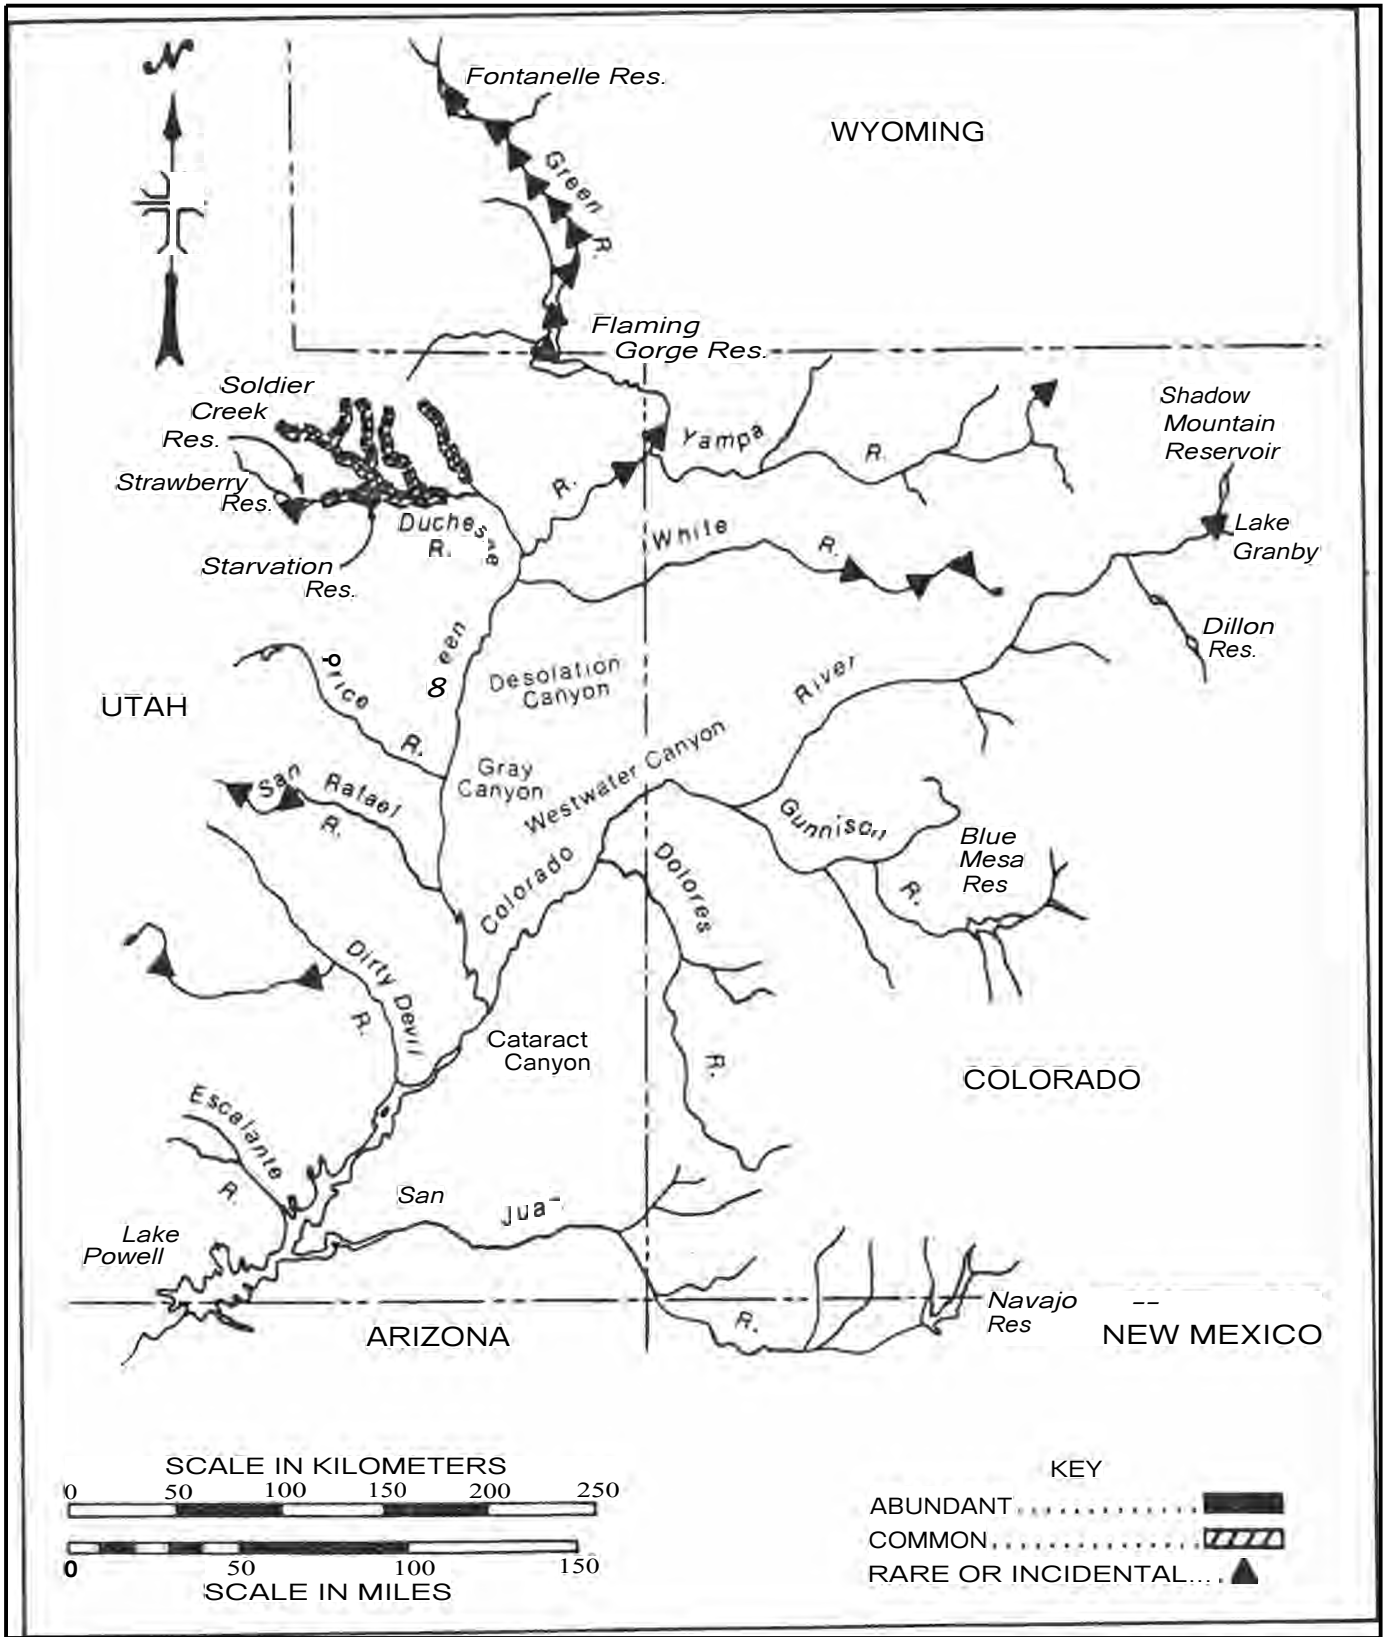 N
Fontanelle Res.
WYOMING
Green
R.
Flaming
Gorge Res.
Soldier
Creek
Res.
Strawberry
Res.
Starvation
Res.
Duchesne
R.
R.
Yampa
R.
Shadow
Mountain
Reservoir
Lake
Granby
White
R.
Dillon
Res.
8
een
Desolation
Canyon
Price
R.
UTAH
River
Gray
Canyon
Westwater Canyon
San Rafael
R.
Colorado
Gunnison
R.
Blue
Mesa
Res
Dolores
R.
Dirty Devil
R.
Cataract
Canyon
COLORADO
Escalante
R.
San
Jua
R.
Lake
Powell
Navajo
Res
--
ARIZONA
NEW MEXICO
SCALE IN KILOMETERS
0 50 100 150 200 250
0 50 100 150
SCALE IN MILES
KEY
ABUNDANT
COMMON
RARE OR INCIDENTAL....